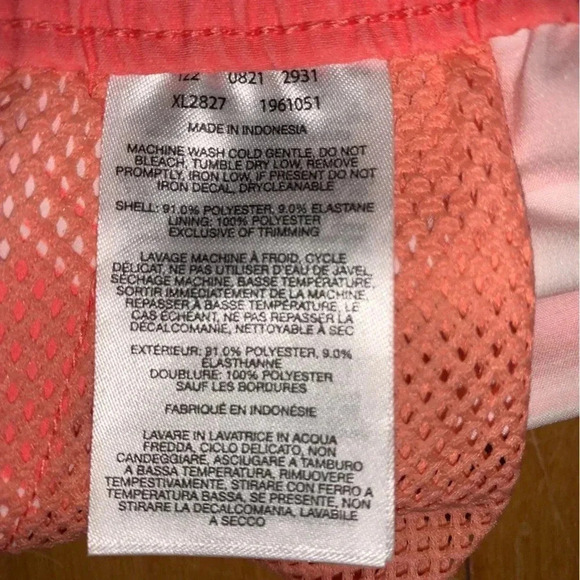 122 0821 2931
XL2827 1961051
MADE IN INDONESIA
MACHINE WASH COLD GENTLE, DO NOT
BLEACH, TUMBLE DRY LOW, REMOVE
PROMPTLY, IRON LOW, IF PRESENT DO NOT
IRON DECAL, DRYCLEANABLE
SHELL: 91.0% POLYESTER, 9.0% ELASTANE
LINING: 100% POLYESTER
EXCLUSIVE OF TRIMMING
LAVAGE MACHINE À FROID, CYCLE
DÉLICAT, NE PAS UTILISER D'EAU DE JAVEL,
SÉCHAGE MACHINE, BASSE TEMPÉRATURE,
SORTIR IMMÉDIATEMENT DE LA MACHINE,
REPASSER À BASSE TEMPÉRATURE, LE
CAS ÉCHÉANT, NE PAS REPASSER LA
DÉCALCOMANIE, NETTOYABLE À SEC
EXTÉRIEUR: 91.0% POLYESTER, 9.0%
ÉLASTHANNE
DOUBLURE: 100% POLYESTER
SAUF LES BORDURES
FABRIQUÉ EN INDONÉSIE
LAVARE IN LAVATRICE IN ACQUA
FREDDA, CICLO DELICATO, NON
CANDEGGIARE, ASCIUGARE A TAMBURO
A BASSA TEMPERATURA, RIMUOVERE
TEMPESTIVAMENTE, STIRARE CON FERRO A
TEMPERATURA BASSA, SE PRESENTE, NON
STIRARE LA DECALCOMANIA, LAVABILE
A SECCO